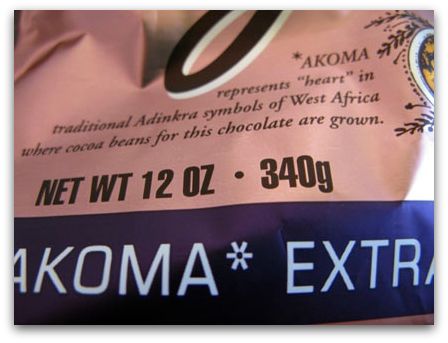 *AKOMA
represents "heart" in
traditional Adinkra symbols of West Africa
where cocoa beans for this chocolate are grown.
NET WT 12 OZ • 340g
AKOMA* EXTRA